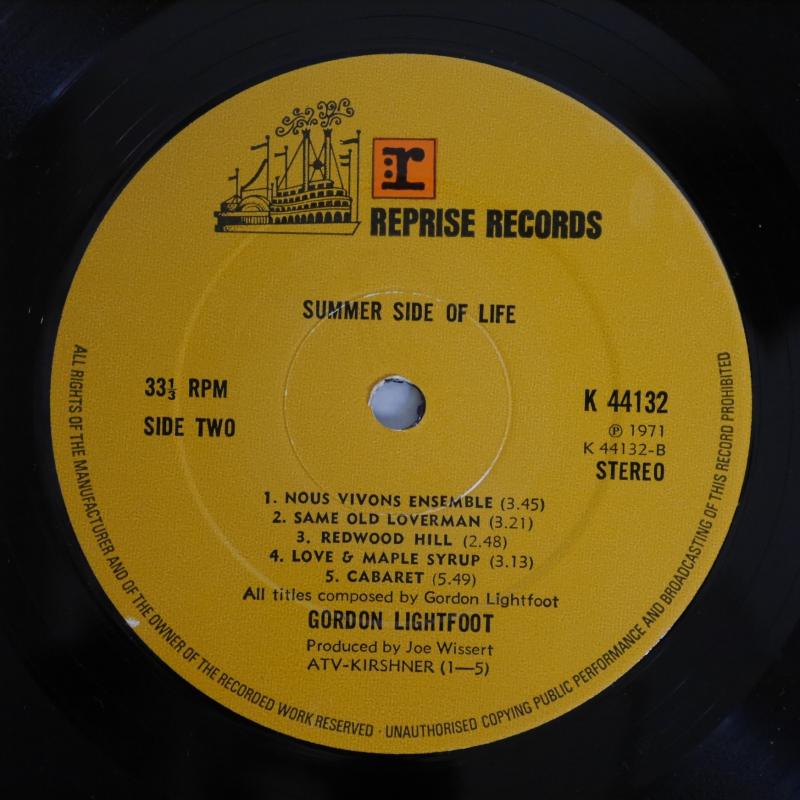 r
REPRISE RECORDS
SUMMER SIDE OF LIFE
33⅓ RPM
SIDE TWO
K 44132
℗ 1971
K 44132-B
STEREO
1. NOUS VIVONS ENSEMBLE (3.45)
2. SAME OLD LOVERMAN (3.21)
3. REDWOOD HILL (2.48)
4. LOVE & MAPLE SYRUP (3.13)
5. CABARET (5.49)
All titles composed by Gordon Lightfoot
GORDON LIGHTFOOT
Produced by Joe Wissert
ATV-KIRSHNER (1—5)
ALL RIGHTS OF THE MANUFACTURER AND OF THE OWNER OF THE RECORDED WORK RESERVED · UNAUTHORISED COPYING PUBLIC PERFORMANCE AND BROADCASTING OF THIS RECORD PROHIBITED